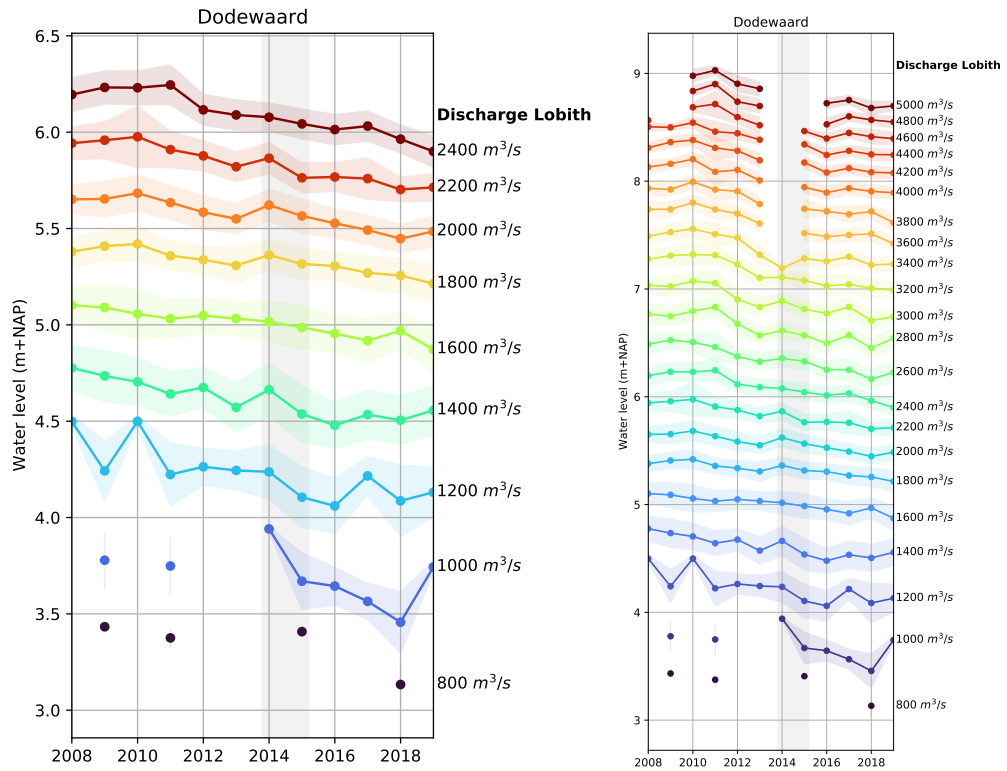 Dodewaard
6.5
6.0
5.5
5.0
4.5
4.0
3.5
3.0
Water level (m+NAP)
2008 2010 2012 2014 2016 2018
Discharge Lobith
2400 m³/s
2200 m³/s
2000 m³/s
1800 m³/s
1600 m³/s
1400 m³/s
1200 m³/s
1000 m³/s
800 m³/s
Dodewaard
9
8
7
6
5
4
3
Water level (m+NAP)
2008 2010 2012 2014 2016 2018
Discharge Lobith
5000 m³/s
4800 m³/s
4600 m³/s
4400 m³/s
4200 m³/s
4000 m³/s
3800 m³/s
3600 m³/s
3400 m³/s
3200 m³/s
3000 m³/s
2800 m³/s
2600 m³/s
2400 m³/s
2200 m³/s
2000 m³/s
1800 m³/s
1600 m³/s
1400 m³/s
1200 m³/s
1000 m³/s
800 m³/s